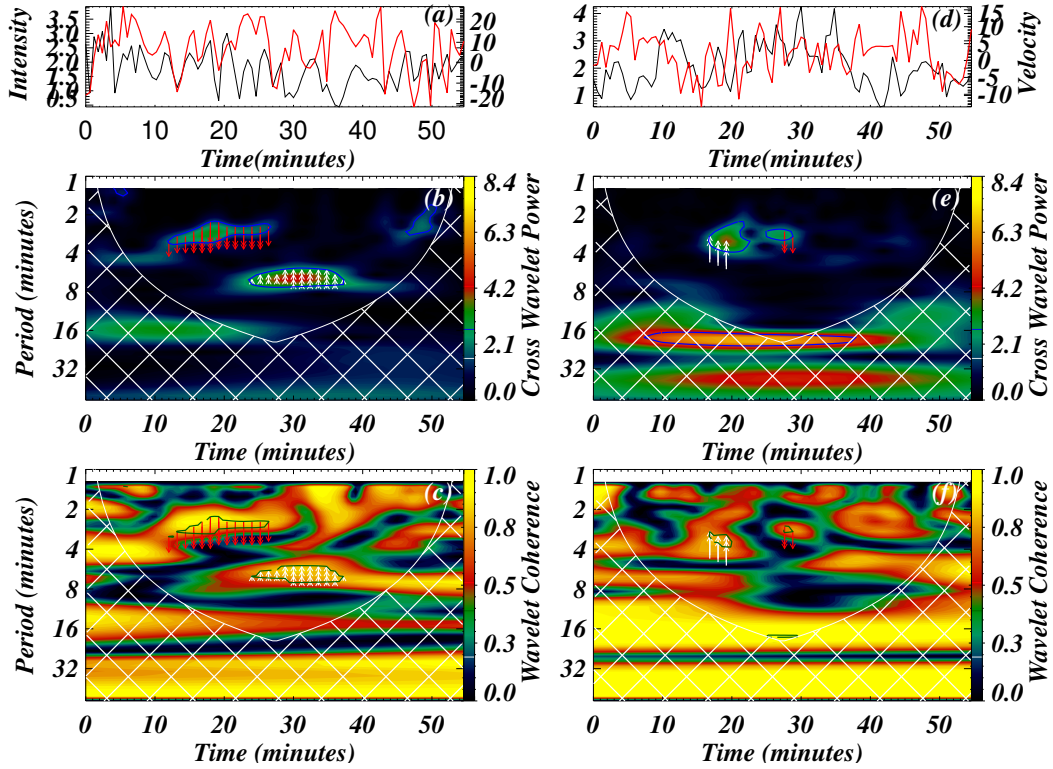 (a)
Intensity
3.5
3.0
2.5
2.0
1.5
1.0
0.5
20
10
0
-10
-20
0 10 20 30 40 50
Time(minutes)
(d)
4
3
2
1
15
10
5
0
-5
-10
Velocity
0 10 20 30 40 50
Time(minutes)
(b)
Period (minutes)
1
2
4
8
16
32
8.4
6.3
4.2
2.1
0.0
Cross Wavelet Power
0 10 20 30 40 50
Time (minutes)
(e)
1
2
4
8
16
32
8.4
6.3
4.2
2.1
0.0
Cross Wavelet Power
0 10 20 30 40 50
Time (minutes)
(c)
Period (minutes)
1
2
4
8
16
32
1.0
0.8
0.5
0.3
0.0
Wavelet Coherence
0 10 20 30 40 50
Time (minutes)
(f)
1
2
4
8
16
32
1.0
0.8
0.5
0.3
0.0
Wavelet Coherence
0 10 20 30 40 50
Time (minutes)